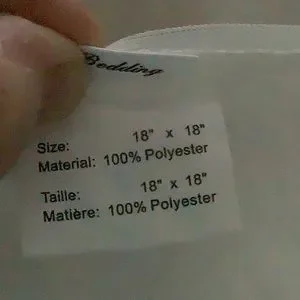 Bedding
Size: 18" x 18"
Material: 100% Polyester
Taille: 18" x 18"
Matière: 100% Polyester